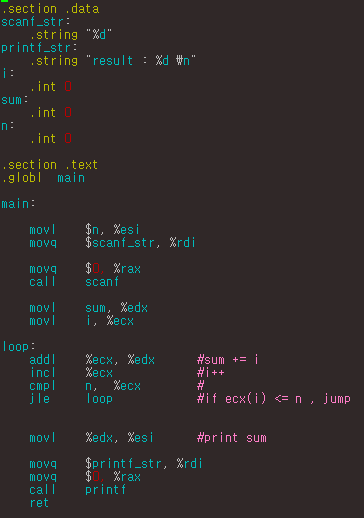 .section .data
scanf_str:
.string "%d"
printf_str:
.string "result : %d ₩n"
i:
.int 0
sum:
.int 0
n:
.int 0
.section .text
.globl main
main:
movl $n, %esi
movq $scanf_str, %rdi
movq $0, %rax
call scanf
movl sum, %edx
movl i, %ecx
loop:
addl %ecx, %edx #sum += i
incl %ecx #i++
cmpl n, %ecx #
jle loop #if ecx(i) <= n , jump
movl %edx, %esi #print sum
movq $printf_str, %rdi
movq $0, %rax
call printf
ret